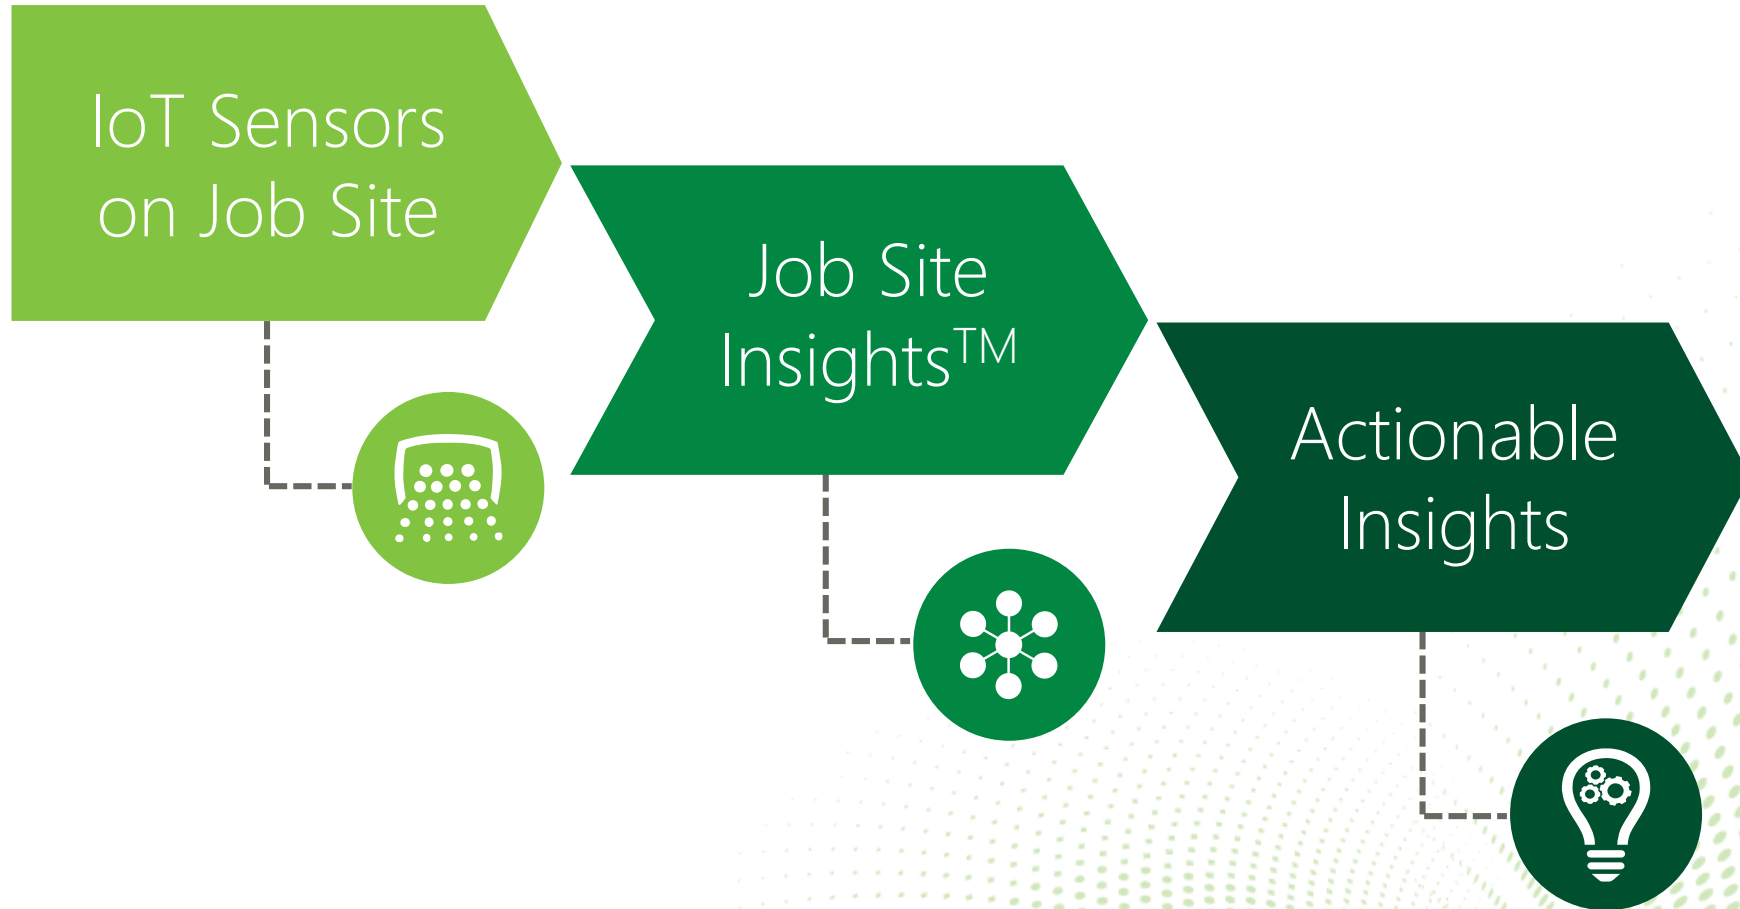 IoT Sensors
on Job Site
Job Site
Insights™
Actionable
Insights